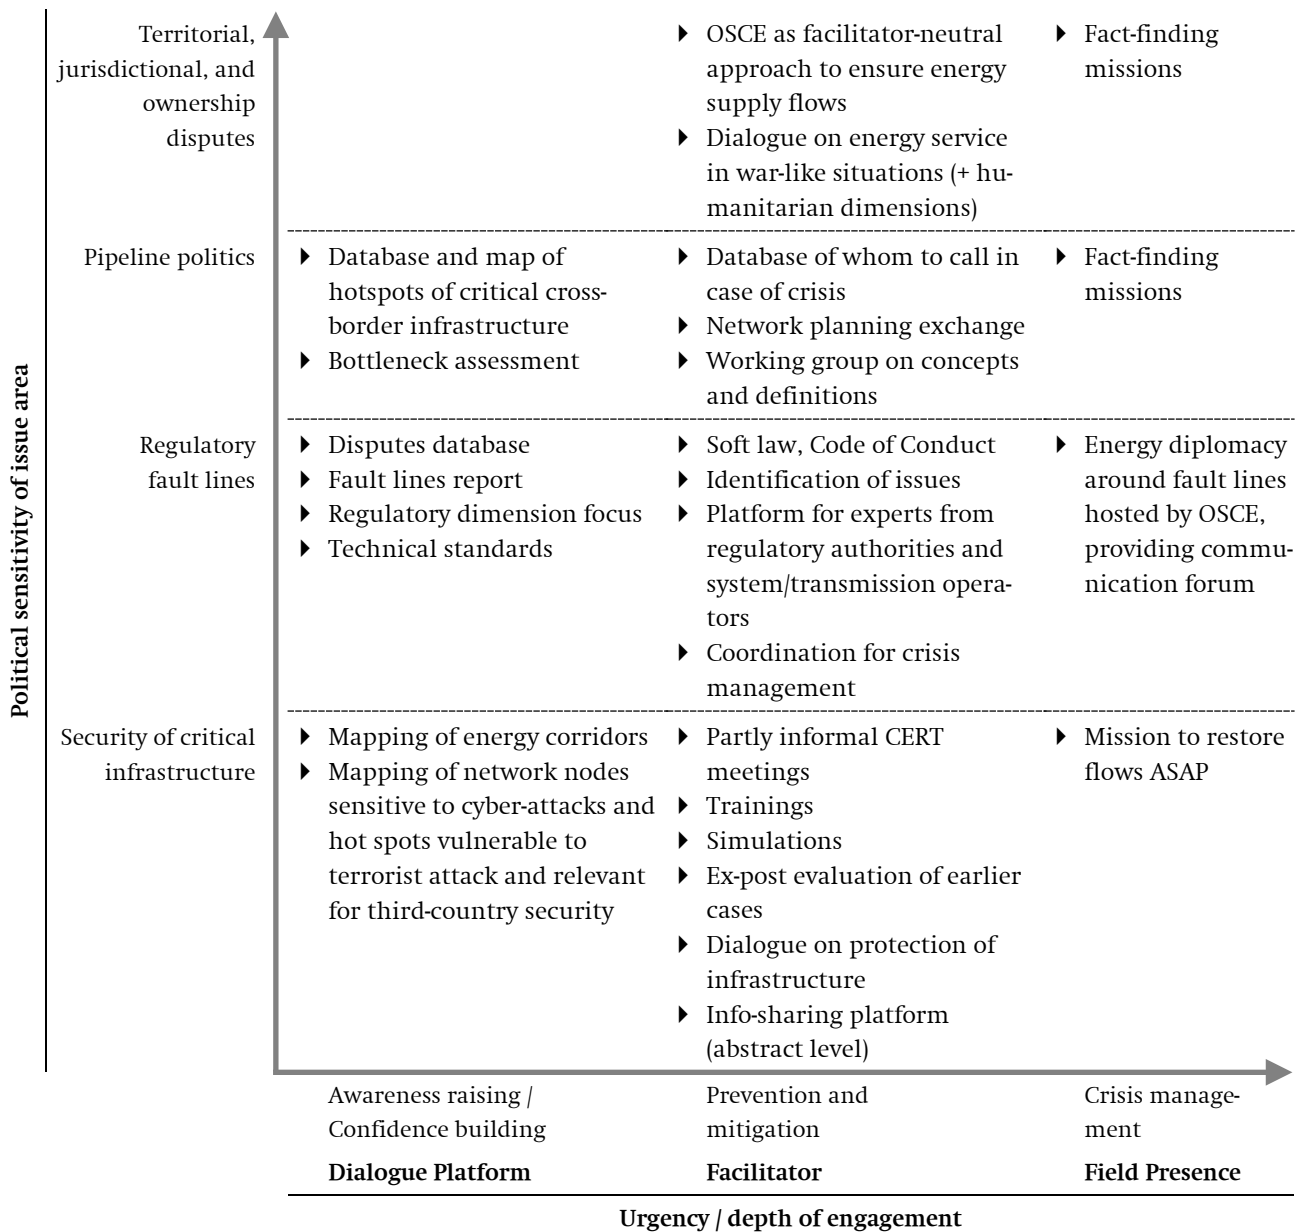 Political sensitivity of issue area
Territorial,
jurisdictional, and
ownership
disputes
▶ OSCE as facilitator-neutral
approach to ensure energy
supply flows
▶ Dialogue on energy service
in war-like situations (+ hu-
manitarian dimensions)
▶ Fact-finding
missions
Pipeline politics
▶ Database and map of
hotspots of critical cross-
border infrastructure
▶ Bottleneck assessment
▶ Database of whom to call in
case of crisis
▶ Network planning exchange
▶ Working group on concepts
and definitions
▶ Fact-finding
missions
Regulatory
fault lines
▶ Disputes database
▶ Fault lines report
▶ Regulatory dimension focus
▶ Technical standards
▶ Soft law, Code of Conduct
▶ Identification of issues
▶ Platform for experts from
regulatory authorities and
system/transmission opera-
tors
▶ Coordination for crisis
management
▶ Energy diplomacy
around fault lines
hosted by OSCE,
providing commu-
nication forum
Security of critical
infrastructure
▶ Mapping of energy corridors
▶ Mapping of network nodes
sensitive to cyber-attacks and
hot spots vulnerable to
terrorist attack and relevant
for third-country security
▶ Partly informal CERT
meetings
▶ Trainings
▶ Simulations
▶ Ex-post evaluation of earlier
cases
▶ Dialogue on protection of
infrastructure
▶ Info-sharing platform
(abstract level)
▶ Mission to restore
flows ASAP
Awareness raising /
Confidence building
Dialogue Platform
Prevention and
mitigation
Facilitator
Crisis manage-
ment
Field Presence
Urgency / depth of engagement